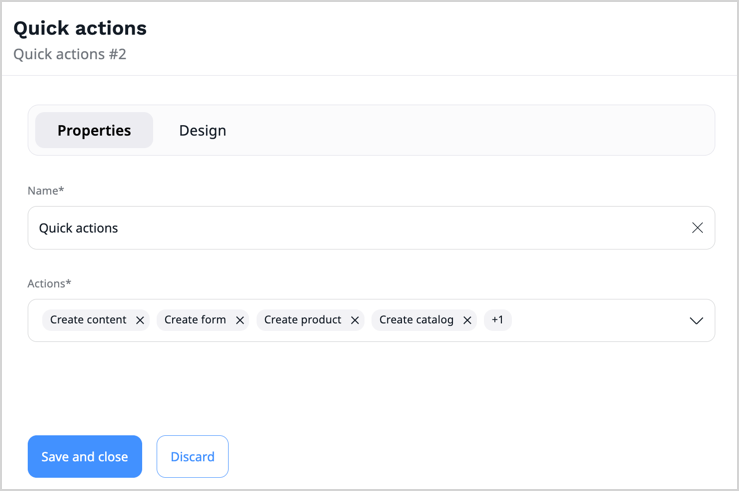 Quick actions
Quick actions #2
Properties Design
Name*
Quick actions
Actions*
Create content Create form Create product Create catalog +1
Save and close Discard